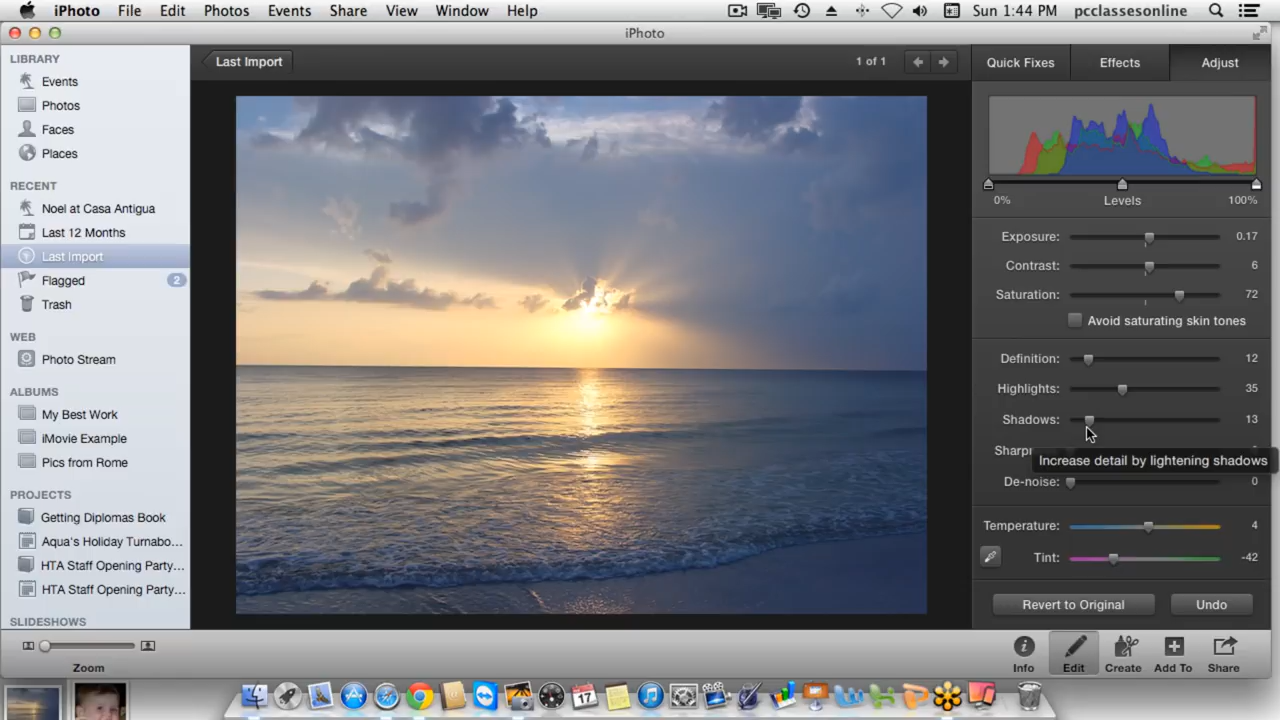 iPhoto File Edit Photos Events Share View Window Help Sun 1:44 PM pcclassesonline
iPhoto
LIBRARY
Events
Photos
Faces
Places
RECENT
Noel at Casa Antigua
Last 12 Months
Last Import
Flagged 2
Trash
WEB
Photo Stream
ALBUMS
My Best Work
iMovie Example
Pics from Rome
PROJECTS
Getting Diplomas Book
Aqua's Holiday Turnabo...
HTA Staff Opening Party...
HTA Staff Opening Party...
SLIDESHOWS
Zoom
Last Import
1 of 1
Quick Fixes Effects Adjust
0% Levels 100%
Exposure: 0.17
Contrast: 6
Saturation: 72
Avoid saturating skin tones
Definition: 12
Highlights: 35
Shadows: 13
Increase detail by lightening shadows
De-noise: 0
Temperature: 4
Tint: -42
Revert to Original Undo
Info Edit Create Add To Share
17